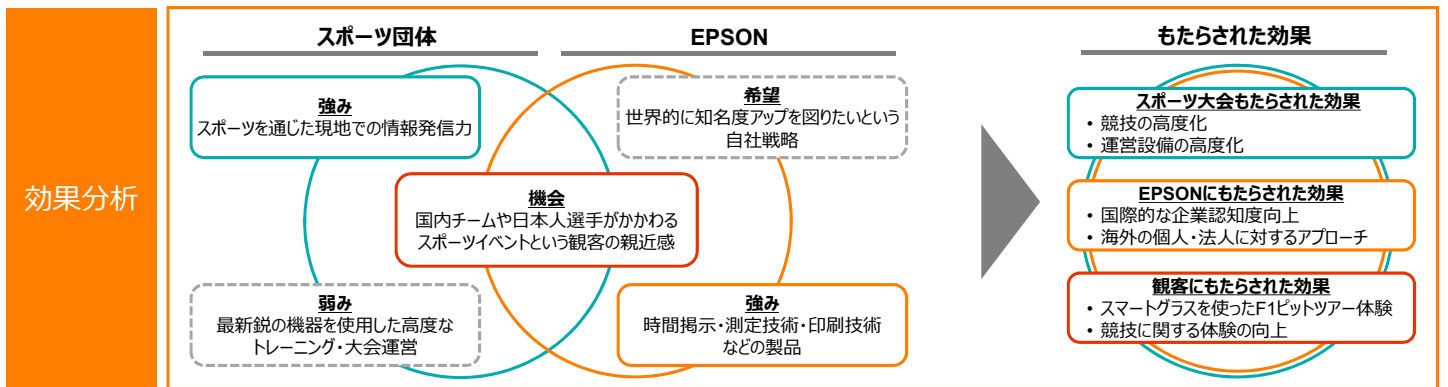 効果分析
スポーツ団体
EPSON
もたらされた効果
強み
スポーツを通じた現地での情報発信力
希望
世界的に知名度アップを図りたいという
自社戦略
機会
国内チームや日本人選手がかかわる
スポーツイベントという観客の親近感
弱み
最新鋭の機器を使用した高度な
トレーニング・大会運営
強み
時間掲示・測定技術・印刷技術
などの製品
スポーツ大会もたらされた効果
• 競技の高度化
• 運営設備の高度化
EPSONにもたらされた効果
• 国際的な企業認知度向上
• 海外の個人・法人に対するアプローチ
観客にもたらされた効果
• スマートグラスを使ったF1ピットツアー体験
• 競技に関する体験の向上